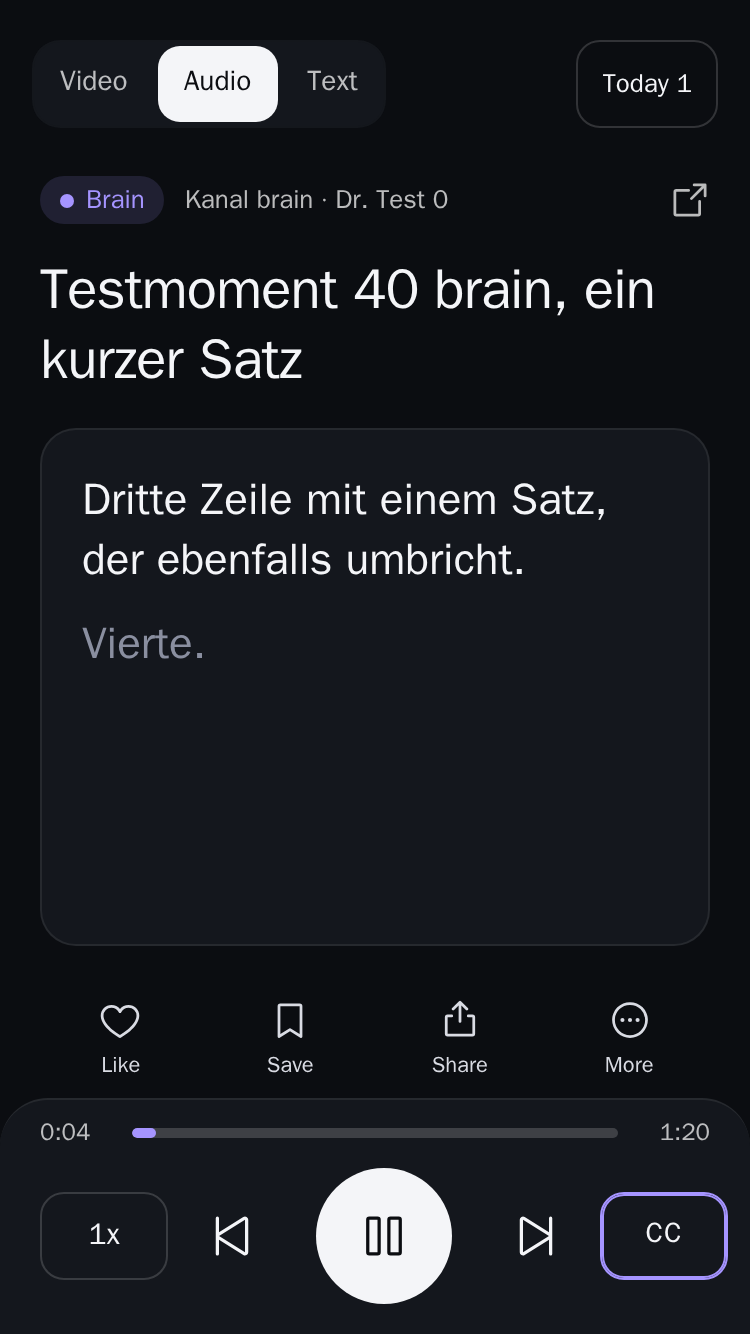 Video Audio Text Today 1
Brain Kanal brain · Dr. Test 0
Testmoment 40 brain, ein
kurzer Satz
Dritte Zeile mit einem Satz,
der ebenfalls umbricht.
Vierte.
Like Save Share More
0:04 1:20
1x CC